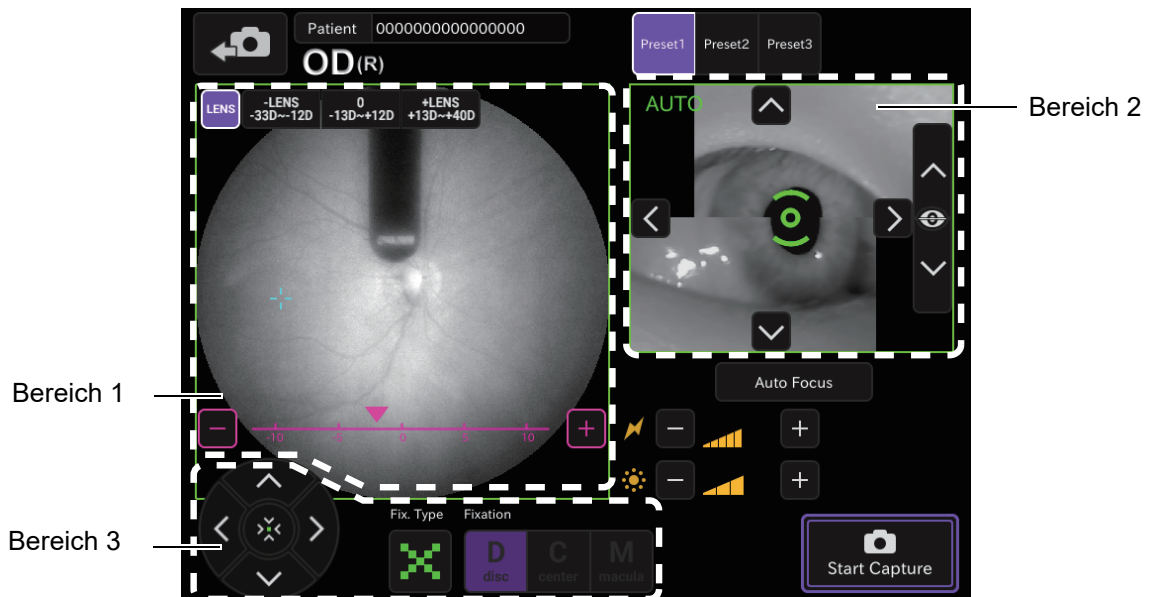 Patient 0000000000000000
OD(R)
Preset1 Preset2 Preset3
LENS
-LENS 0 +LENS
-33D~-12D -13D~+12D +13D~+40D
AUTO
Bereich 2
Auto Focus
Bereich 1
-10 -5 0 5 10
Bereich 3
Fix. Type Fixation
D C M
disc center macula
Start Capture